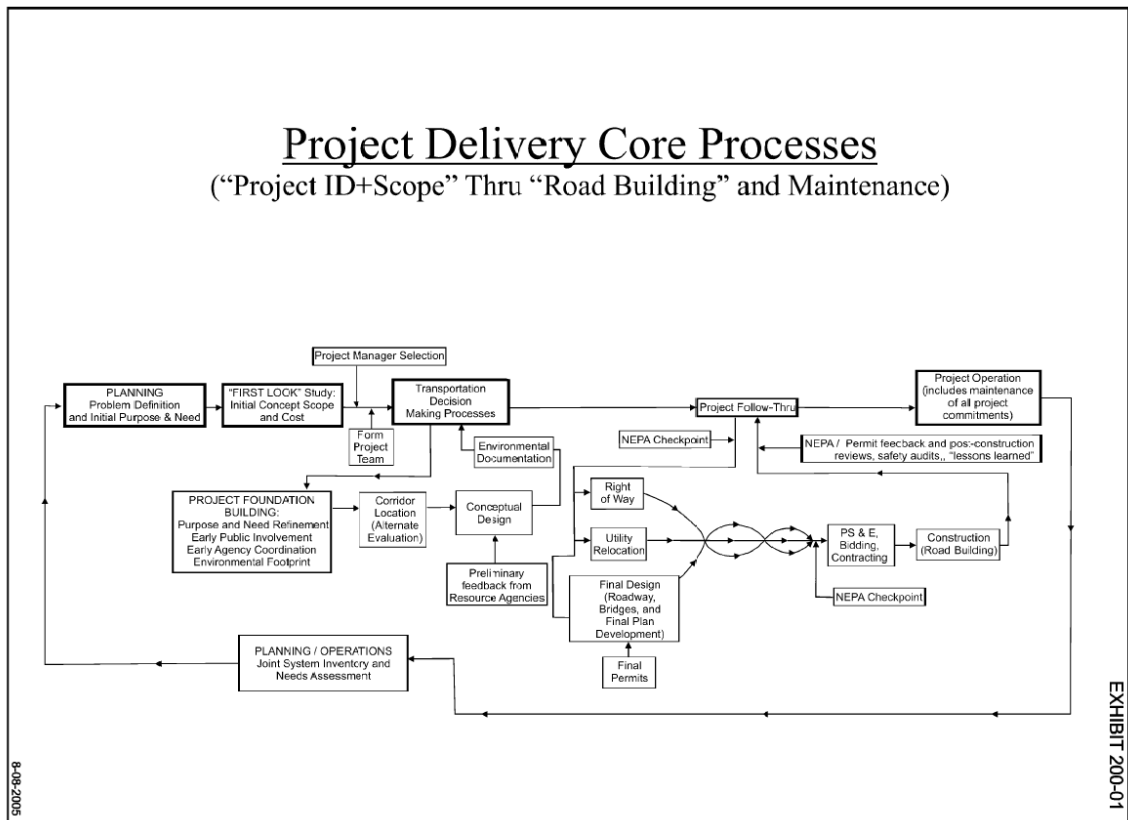 Project Delivery Core Processes
(“Project ID+Scope” Thru “Road Building” and Maintenance)
Project Manager Selection
PLANNING
Problem Definition
and Initial Purpose & Need
“FIRST LOOK” Study:
Initial Concept Scope
and Cost
Transportation
Decision
Making Processes
Project Follow-Thru
Project Operation
(includes maintenance
of all project
commitments)
Form
Project
Team
Environmental
Documentation
NEPA Checkpoint
NEPA / Permit feedback and post-construction
reviews, safety audits,, “lessons learned”
PROJECT FOUNDATION
BUILDING:
Purpose and Need Refinement
Early Public Involvement
Early Agency Coordination
Environmental Footprint
Corridor
Location
(Alternate
Evaluation)
Conceptual
Design
Right
of Way
Utility
Relocation
PS & E,
Bidding,
Contracting
Construction
(Road Building)
Preliminary
feedback from
Resource Agencies
Final Design
(Roadway,
Bridges, and
Final Plan
Development)
NEPA Checkpoint
Final
Permits
PLANNING / OPERATIONS
Joint System Inventory and
Needs Assessment
EXHIBIT 200-01
8-08-2005